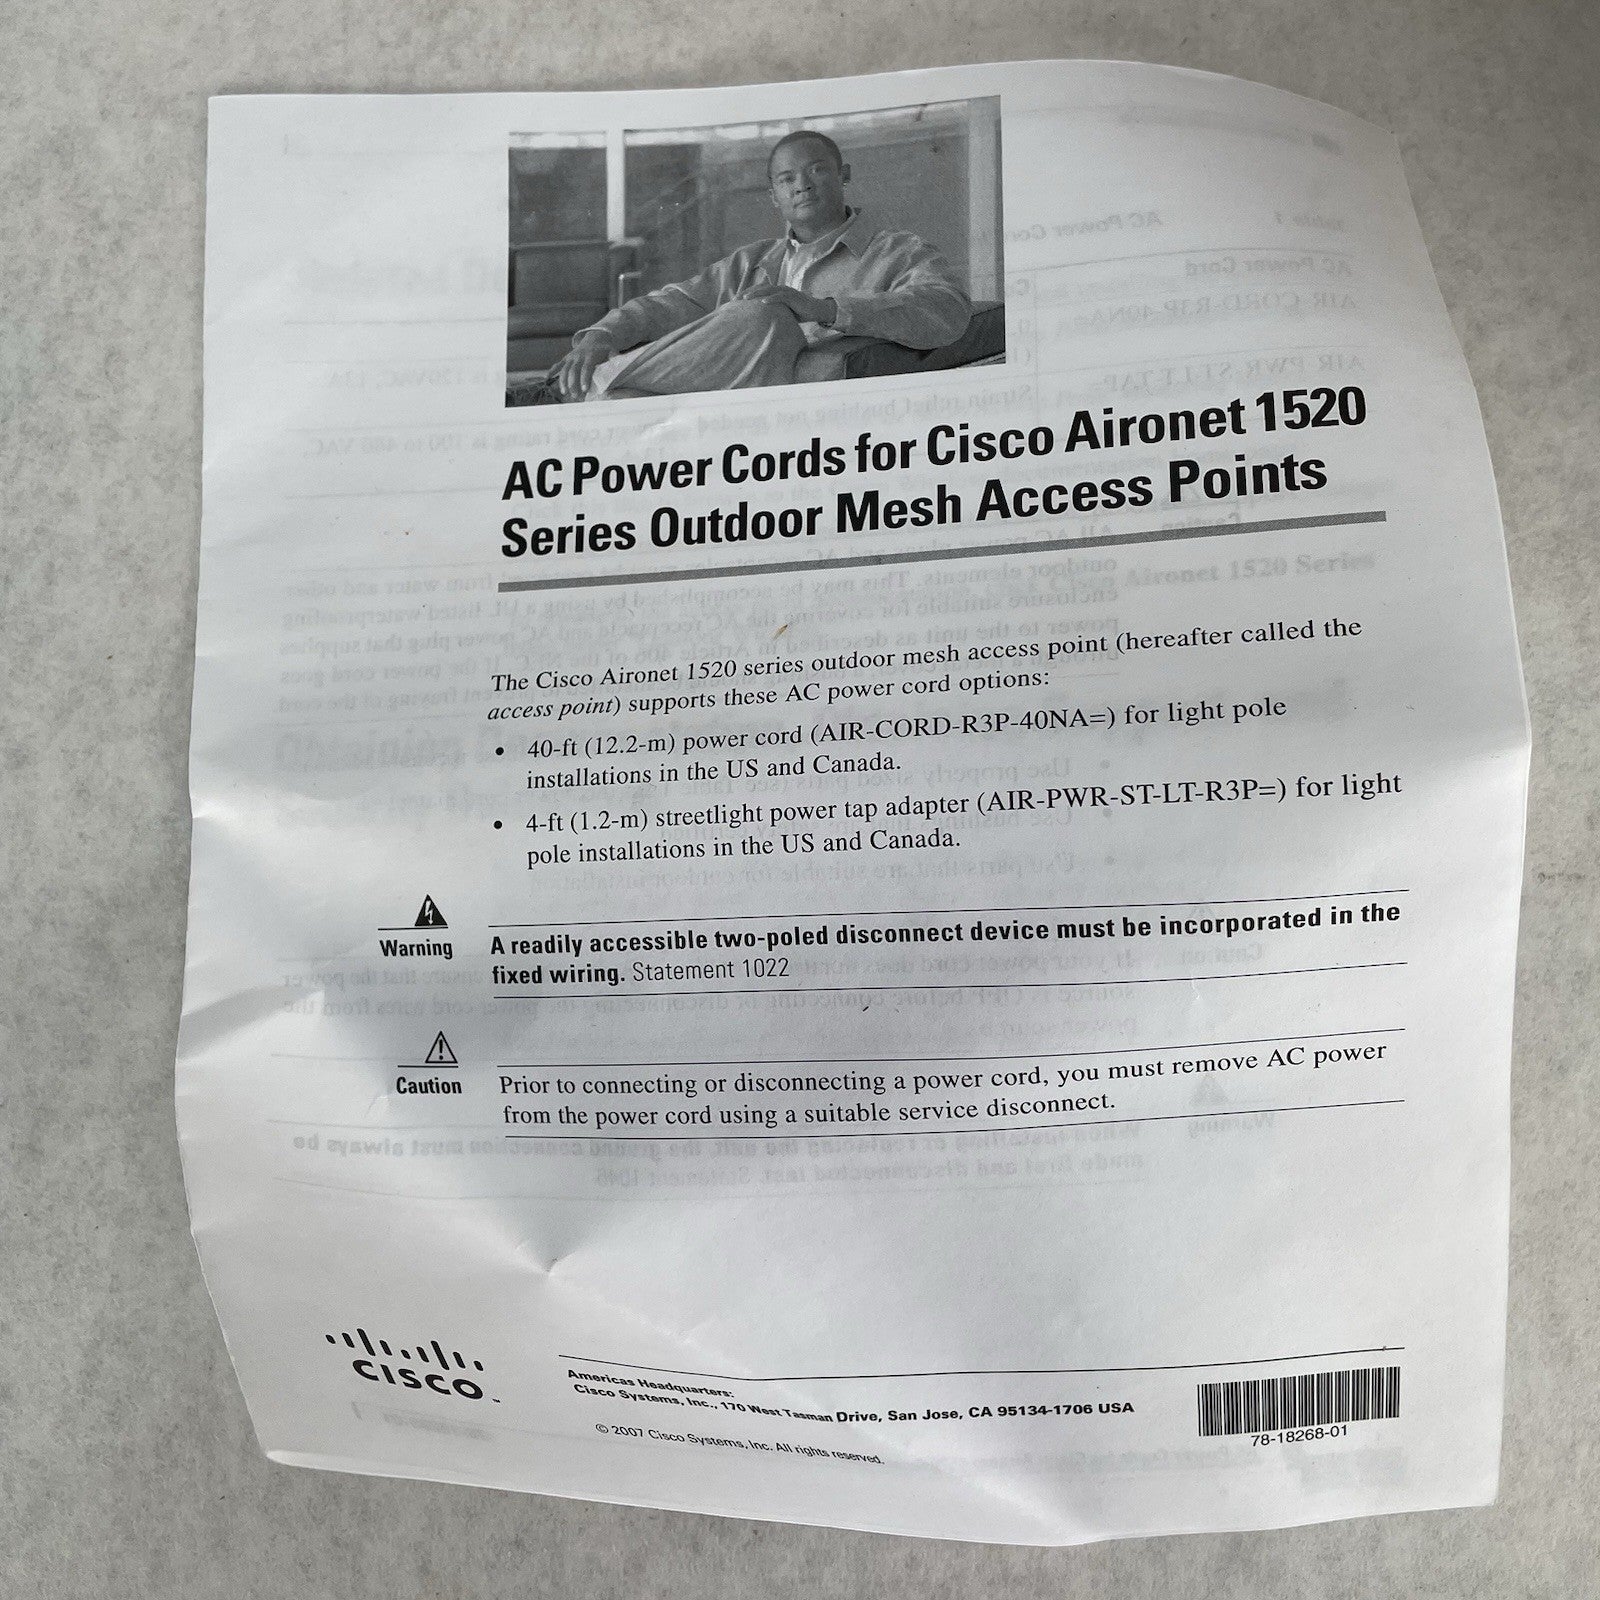 AC Power Cords for Cisco Aironet 1520
Series Outdoor Mesh Access Points
The Cisco Aironet 1520 series outdoor mesh access point (hereafter called the
access point) supports these AC power cord options:
• 40-ft (12.2-m) power cord (AIR-CORD-R3P-40NA=) for light pole
installations in the US and Canada.
• 4-ft (1.2-m) streetlight power tap adapter (AIR-PWR-ST-LT-R3P=) for light
pole installations in the US and Canada.
Warning
A readily accessible two-poled disconnect device must be incorporated in the
fixed wiring. Statement 1022
Caution
Prior to connecting or disconnecting a power cord, you must remove AC power
from the power cord using a suitable service disconnect.
CISCO™
Americas Headquarters:
Cisco Systems, Inc., 170 West Tasman Drive, San Jose, CA 95134-1706 USA
© 2007 Cisco Systems, Inc. All rights reserved.
78-18268-01